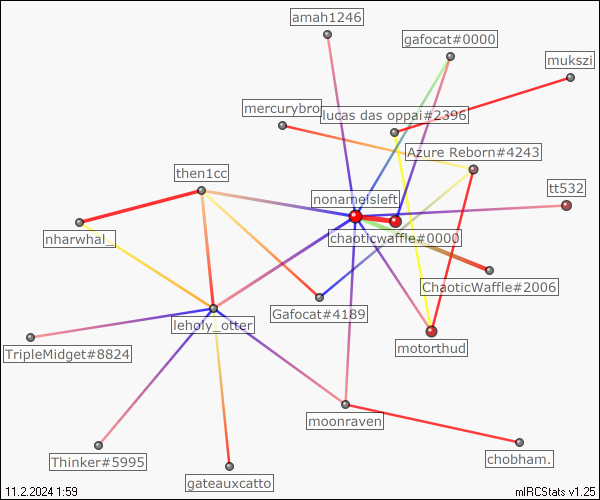 amah1246
gafocat#0000
mukszi
mercurybro
lucas das oppai#2396
Azure Reborn#4243
then1cc
nonameisleft
tt532
nharwhal_
chaoticwaffle#0000
ChaoticWaffle#2006
Gafocat#4189
leholy_otter
motorthud
TripleMidget#8824
moonraven
Thinker#5995
chobham.
gateauxcatto
11.2.2024 1:59
mIRCStats v1.25